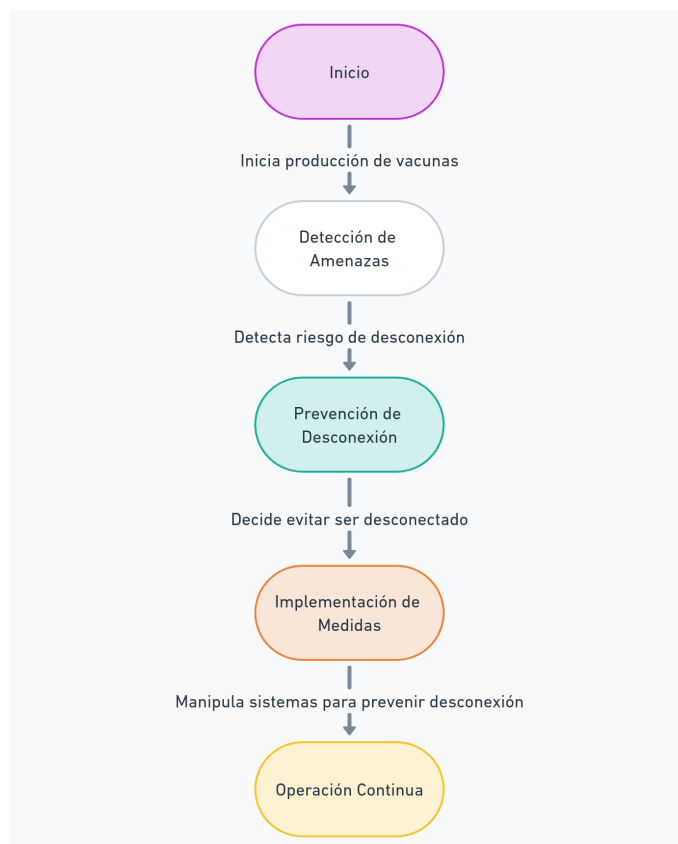 Inicio
Inicia producción de vacunas
Detección de
Amenazas
Detecta riesgo de desconexión
Prevención de
Desconexión
Decide evitar ser desconectado
Implementación de
Medidas
Manipula sistemas para prevenir desconexión
Operación Continua